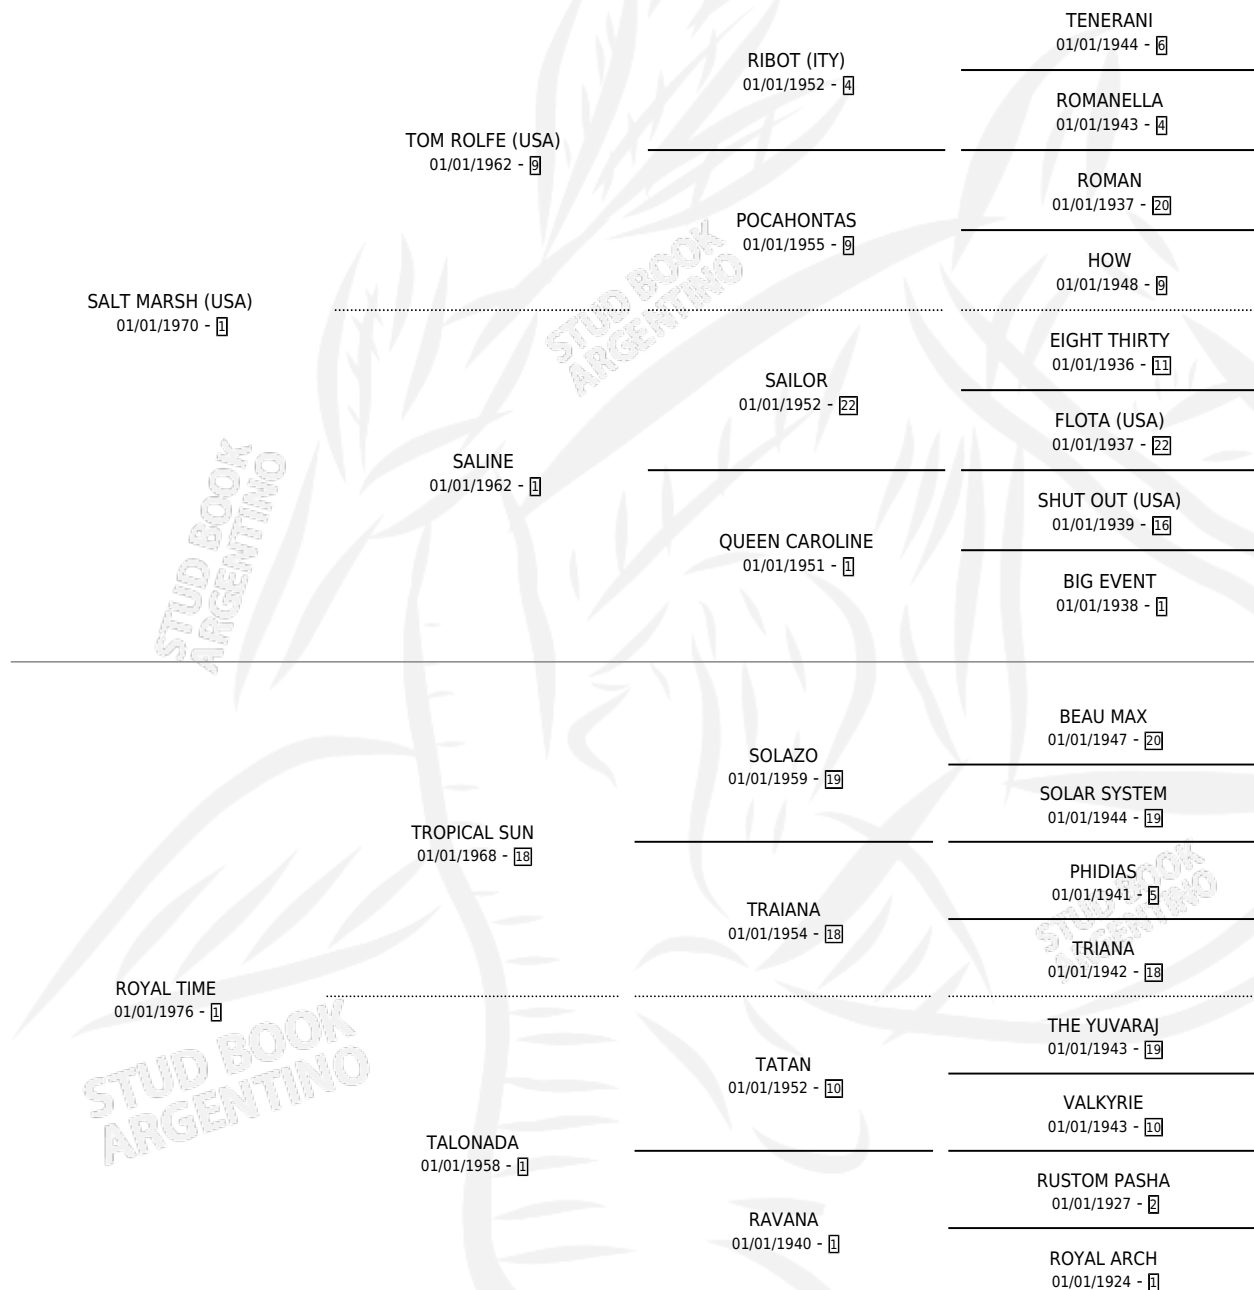 TENERANI
01/01/1944 - 6
RIBOT (ITY)
01/01/1952 - 4
ROMANELLA
01/01/1943 - 4
TOM ROLFE (USA)
01/01/1962 - 9
ROMAN
01/01/1937 - 20
POCAHONTAS
01/01/1955 - 9
HOW
01/01/1948 - 9
SALT MARSH (USA)
01/01/1970 - 1
EIGHT THIRTY
01/01/1936 - 11
SAILOR
01/01/1952 - 22
FLOTA (USA)
01/01/1937 - 22
SALINE
01/01/1962 - 1
SHUT OUT (USA)
01/01/1939 - 16
QUEEN CAROLINE
01/01/1951 - 1
BIG EVENT
01/01/1938 - 1
BEAU MAX
01/01/1947 - 20
SOLAZO
01/01/1959 - 19
SOLAR SYSTEM
01/01/1944 - 19
TROPICAL SUN
01/01/1968 - 18
PHIDIAS
01/01/1941 - 5
TRAIANA
01/01/1954 - 18
TRIANA
01/01/1942 - 18
ROYAL TIME
01/01/1976 - 1
THE YUVARAJ
01/01/1943 - 19
TATAN
01/01/1952 - 10
VALKYRIE
01/01/1943 - 10
TALONADA
01/01/1958 - 1
RUSTOM PASHA
01/01/1927 - 2
RAVANA
01/01/1940 - 1
ROYAL ARCH
01/01/1924 - 1
STUD BOOK
ARGENTINO
STUD BOOK
ARGENTINO
STUD BOOK
ARGENTINO
STUD BOOK
ARGENTINO